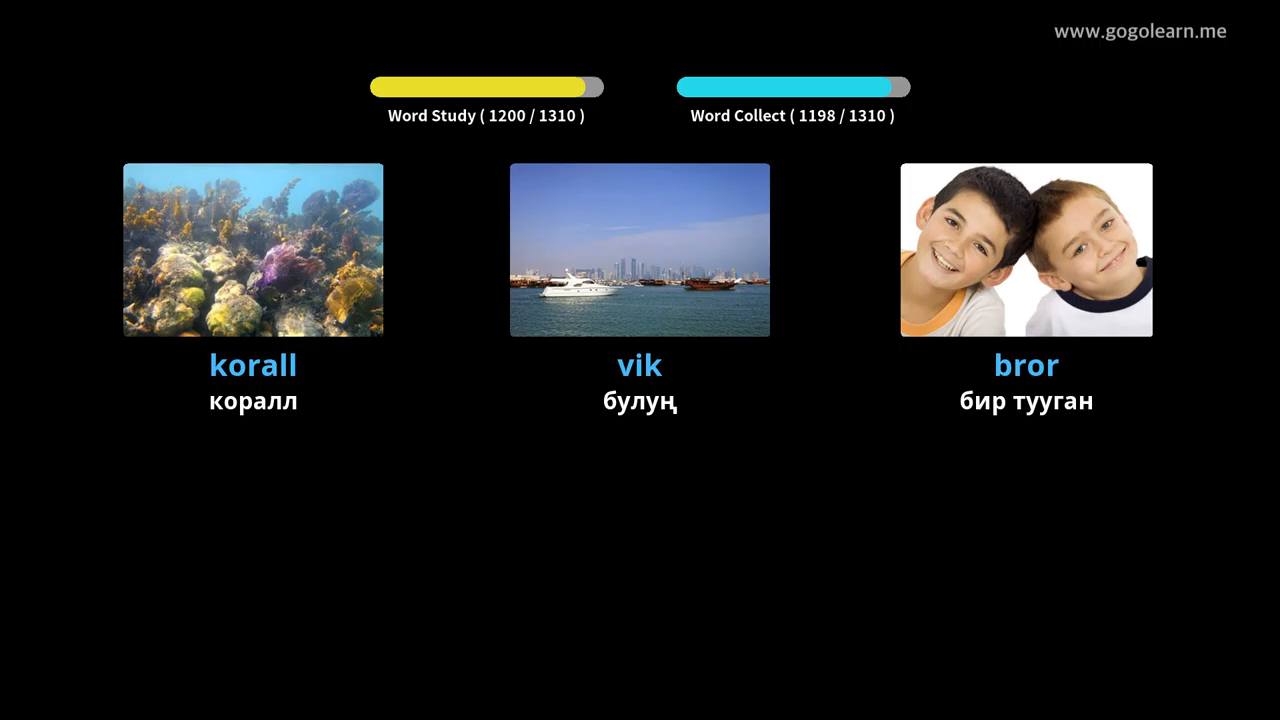 www.gogolearn.me
Word Study ( 1200 / 1310 )
Word Collect ( 1198 / 1310 )
korall
vik
bror
коралл
булуң
бир тууган